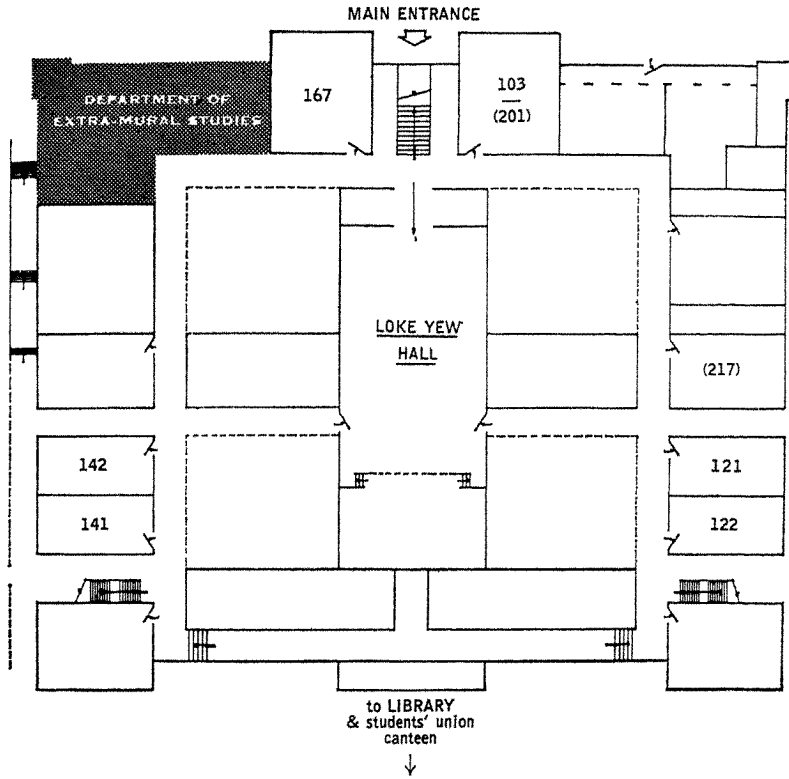 MAIN ENTRANCE
167
103
(201)
DEPARTMENT OF
EXTRA-MURAL STUDIES
LOKE YEW
HALL
(217)
142
121
141
122
to LIBRARY
& students' union
canteen